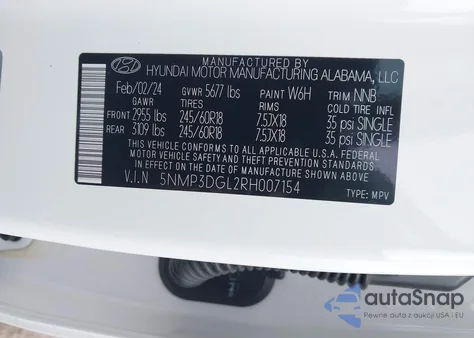 MANUFACTURED BY
HYUNDAI MOTOR MANUFACTURING ALABAMA, LLC
Feb/02/24 GVWR 5677 lbs PAINT W6H TRIM NNB
GAWR TIRES RIMS COLD TIRE PRESSURE
FRONT 2955 lbs 245/60R18 7.5JX18 35 psi SINGLE
REAR 3109 lbs 245/60R18 7.5JX18 35 psi SINGLE
THIS VEHICLE CONFORMS TO ALL APPLICABLE U.S. FEDERAL
MOTOR VEHICLE SAFETY AND THEFT PREVENTION STANDARDS
IN EFFECT ON THE DATE OF MANUFACTURE SHOWN ABOVE.
V.I.N 5NMP3DGL2RH007154
TYPE: MPV
autoSnap
Pewne auta z aukcji USA i EU